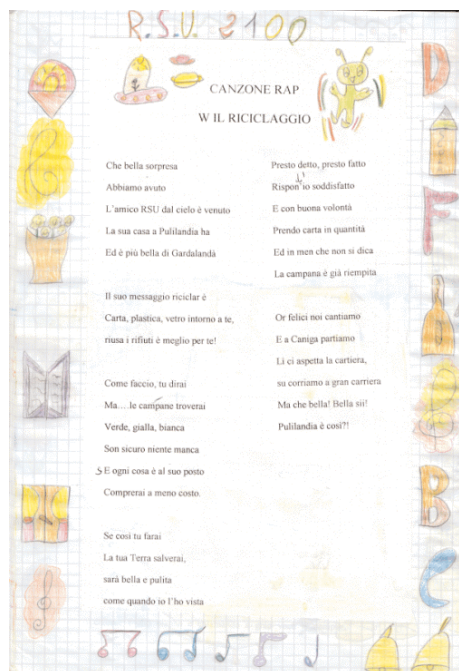 R.S.U. 2100
CANZONE RAP
W IL RICICLAGGIO
Che bella sorpresa
Abbiamo avuto
L'amico RSU dal cielo è venuto
La sua casa a Pulilandia ha
Ed è più bella di Gardalandà
Il suo messaggio riciclar è
Carta, plastica, vetro intorno a te,
riusa i rifiuti è meglio per te!
Come faccio, tu dirai
Ma....le campane troverai
Verde, gialla, bianca
Son sicuro niente manca
SE ogni cosa è al suo posto
Comprerai a meno costo.
Se così tu farai
La tua Terra salverai,
sarà bella e pulita
come quando io l'ho vista
Presto detto, presto fatto
Rispondo io soddisfatto
E con buona volontà
Prendo carta in quantità
Ed in men che non si dica
La campana è già riempita
Or felici noi cantiamo
E a Caniga partiamo
Lì ci aspetta la cartiera,
su corriamo a gran carriera
Ma che bella! Bella sìì!
Pulilandia è così?!
D
F
B
C